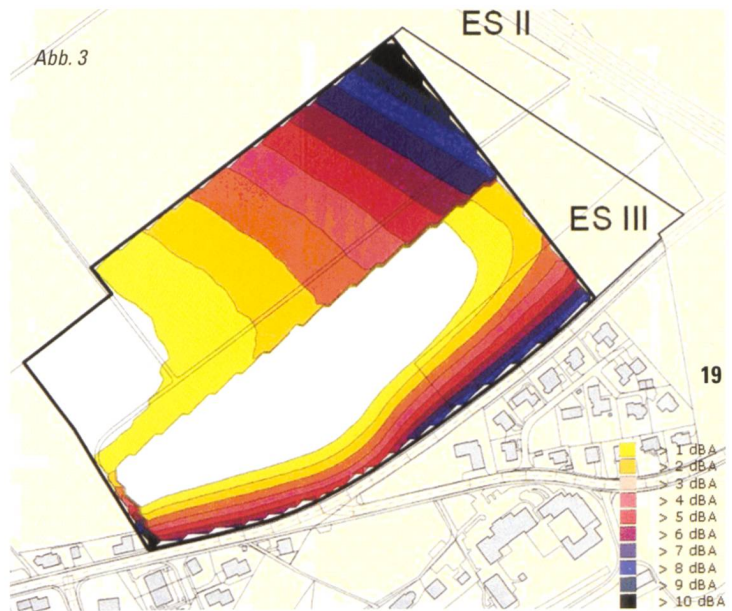 ES II
Abb. 3
ES III
19
> 1 dBA
> 2 dBA
> 3 dBA
> 4 dBA
> 5 dBA
> 6 dBA
> 7 dBA
> 8 dBA
> 9 dBA
> 10 dBA